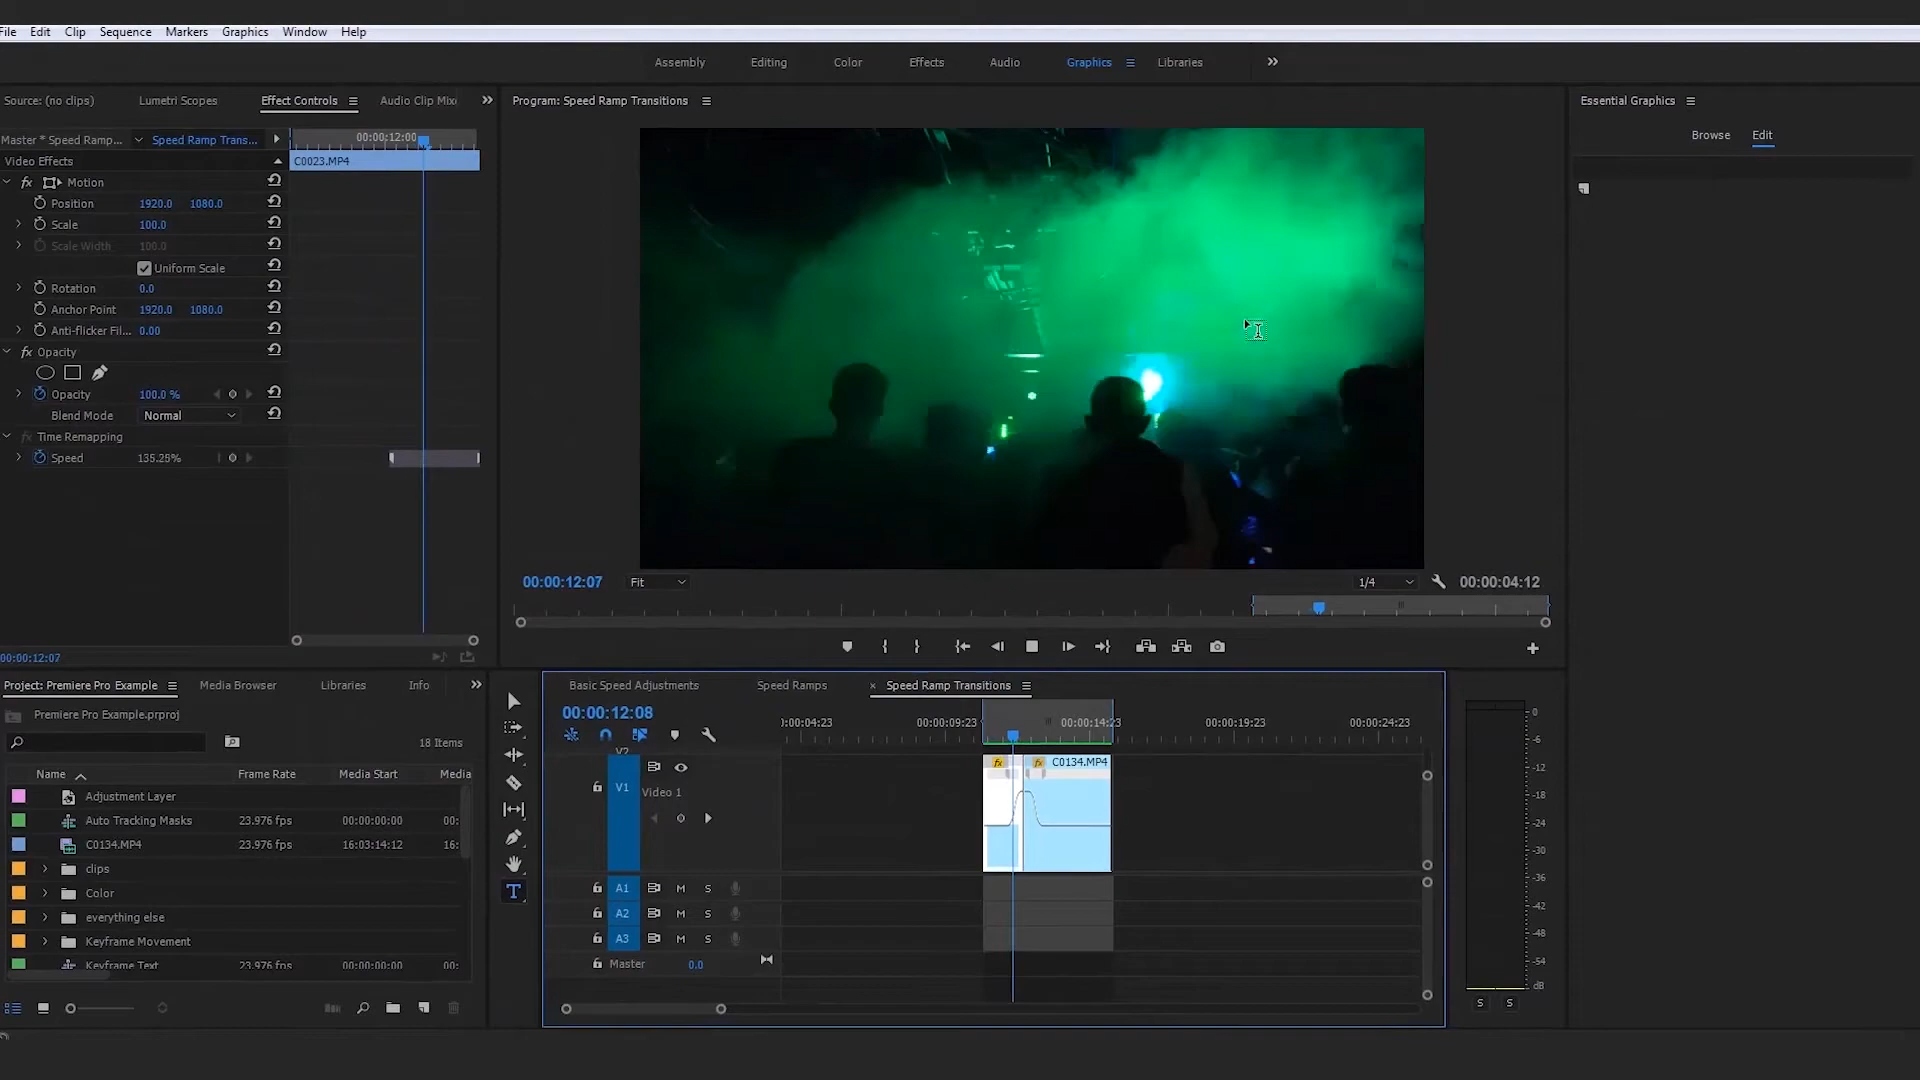 File Edit Clip Sequence Markers Graphics Window Help
Assembly Editing Color Effects Audio Graphics Libraries
Source: (no clips) Lumetri Scopes Effect Controls Audio Clip Mix
Program: Speed Ramp Transitions
Essential Graphics
Browse Edit
Master * Speed Ramp... Speed Ramp Trans...
00:00:12:00
Video Effects
C0023.MP4
fx Motion
Position 1920.0 1080.0
Scale 100.0
Scale Width 100.0
Uniform Scale
Rotation 0.0
Anchor Point 1920.0 1080.0
Anti-flicker Fil... 0.00
fx Opacity
Opacity 100.0 %
Blend Mode Normal
fx Time Remapping
Speed 135.25%
00:00:12:07
00:00:12:07 Fit 1/4 00:00:04:12
Project: Premiere Pro Example Media Browser Libraries Info
Premiere Pro Example.prproj
18 Items
Name Frame Rate Media Start Media
Adjustment Layer
Auto Tracking Masks 23.976 fps 00:00:00:00 00:
C0134.MP4 23.976 fps 16:03:14:12 16:
clips
Color
everything else
Keyframe Movement
Keyframe Text 23.976 fps 00:00:00:00 00:
T
Basic Speed Adjustments Speed Ramps × Speed Ramp Transitions
00:00:12:08
:00:04:23 00:00:09:23 00:00:14:23 00:00:19:23 00:00:24:23
V2
fx fx C0134.MP4
V1 Video 1
A1 M S
A2 M S
A3 M S
Master 0.0
0
-6
-12
-18
-24
-30
-36
-42
-48
-54
dB
S S